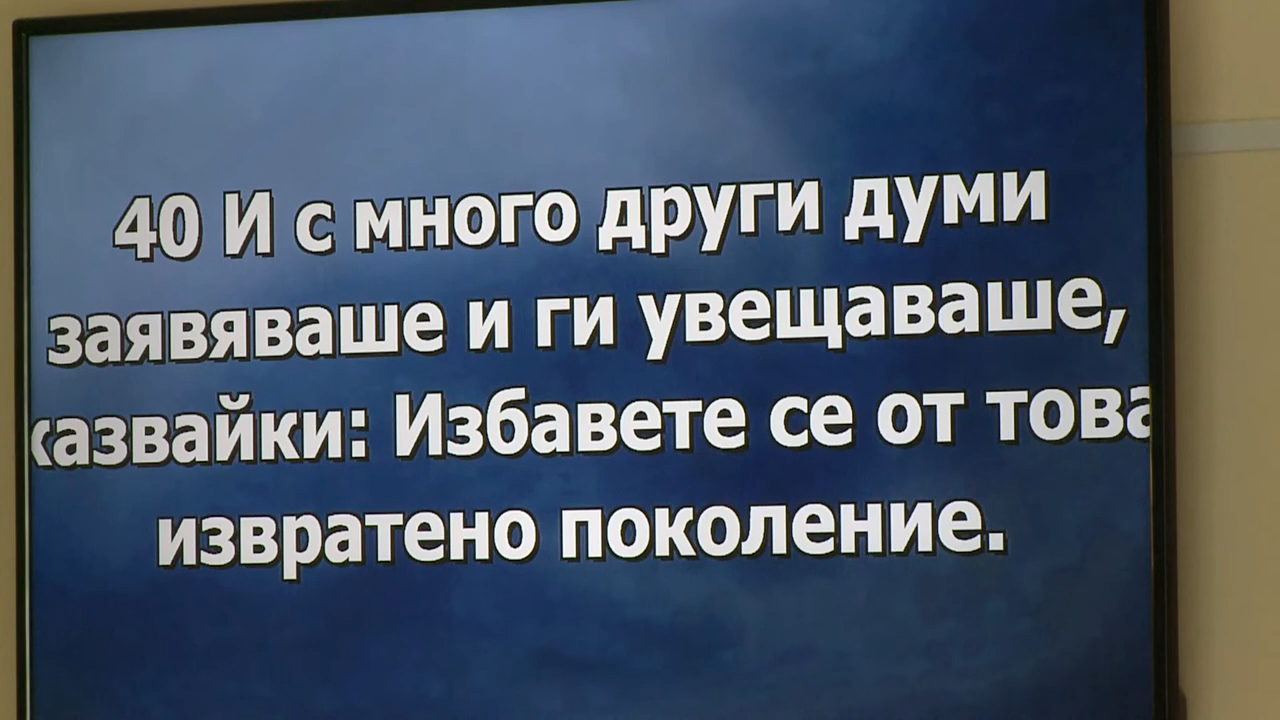 40 И с много други думи
заявяваше и ги увещаваше,
казвайки: Избавете се от това
извратено поколение.